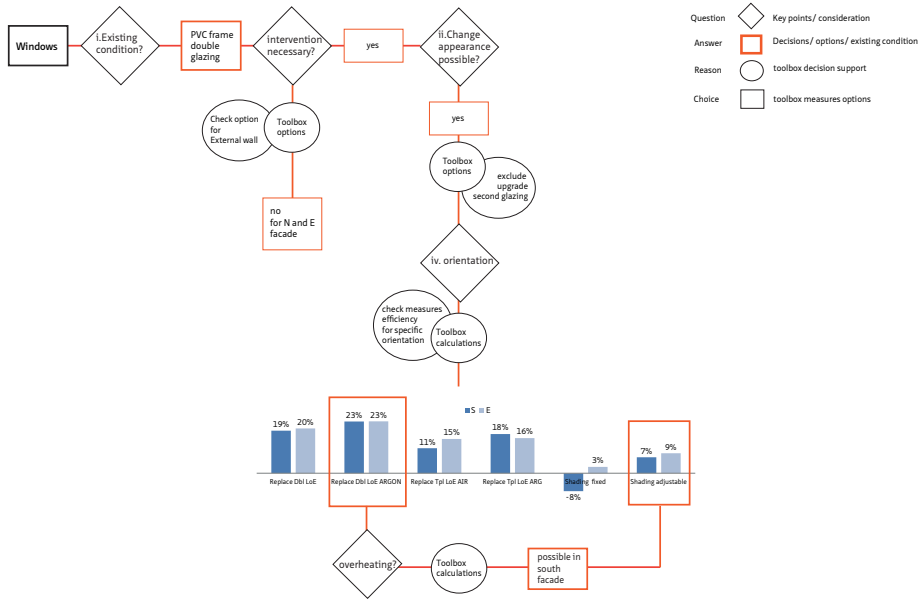 Windows
i.Existing
condition?
PVC frame
double
glazing
intervention
necessary?
yes
ii.Change
appearance
possible?
Question
Key points/ consideration
Answer
Decisions/ options/ existing condition
Reason
toolbox decision support
Choice
toolbox measures options
Check option
for
External wall
Toolbox
options
no
for N and E
facade
yes
Toolbox
options
exclude
upgrade
second glazing
iv. orientation
check measures
efficiency
for specific
orientation
Toolbox
calculations
S E
19% 20%
23% 23%
11% 15%
18% 16%
3%
-8%
7% 9%
Replace Dbl LoE
Replace Dbl LoE ARGON
Replace Tpl LoE AIR
Replace Tpl LoE ARG
Shading fixed
Shading adjustable
overheating?
Toolbox
calculations
possible in
south
facade